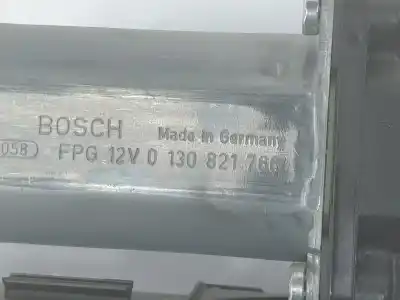 BOSCH Made in Germany
058 FPG 12V 0 130 821 786